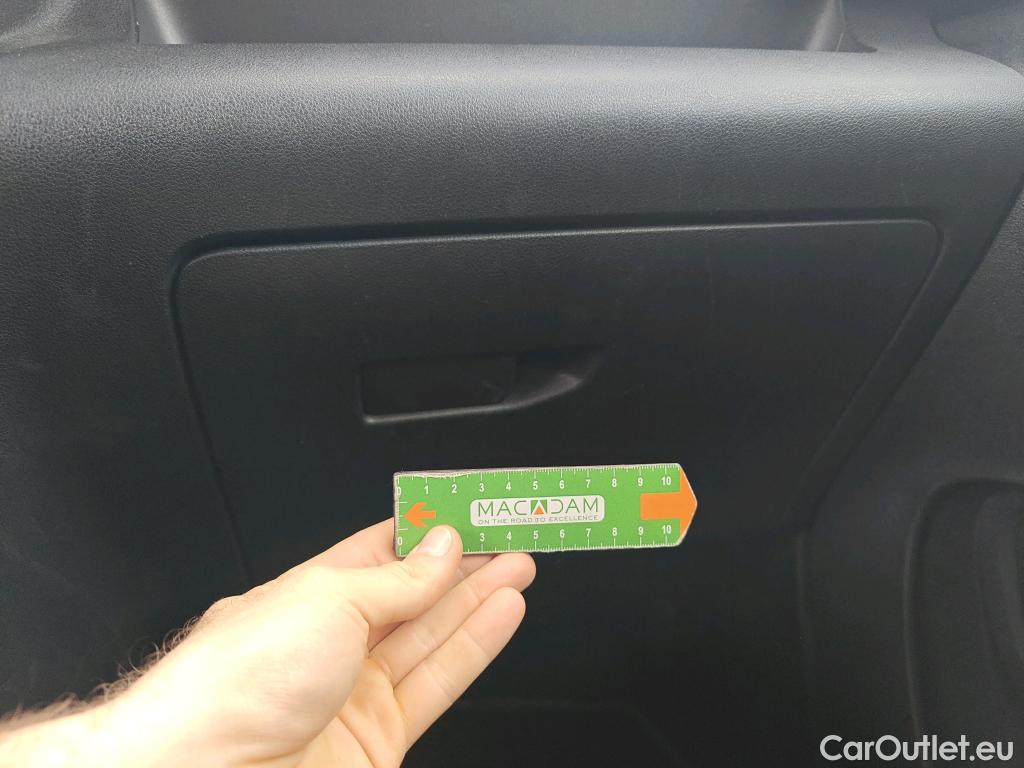 0 1 2 3 4 5 6 7 8 9 10
MACADAM
ON THE ROAD TO EXCELLENCE
0 3 4 5 6 7 8 9 10
CarOutlet.eu